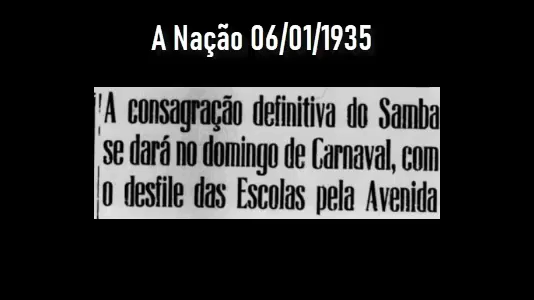 A Nação 06/01/1935
A consagração definitiva do Samba
se dará no domingo de Carnaval, com
o desfile das Escolas pela Avenida